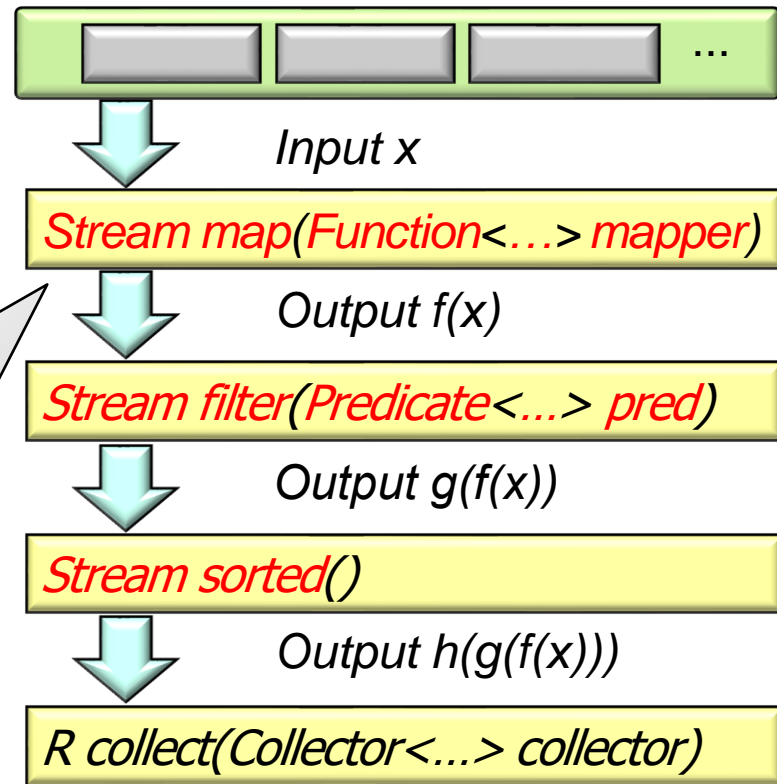 ...
Input x
Stream map(Function<…> mapper)
Output f(x)
Stream filter(Predicate<...> pred)
Output g(f(x))
Stream sorted()
Output h(g(f(x)))
R collect(Collector<...> collector)